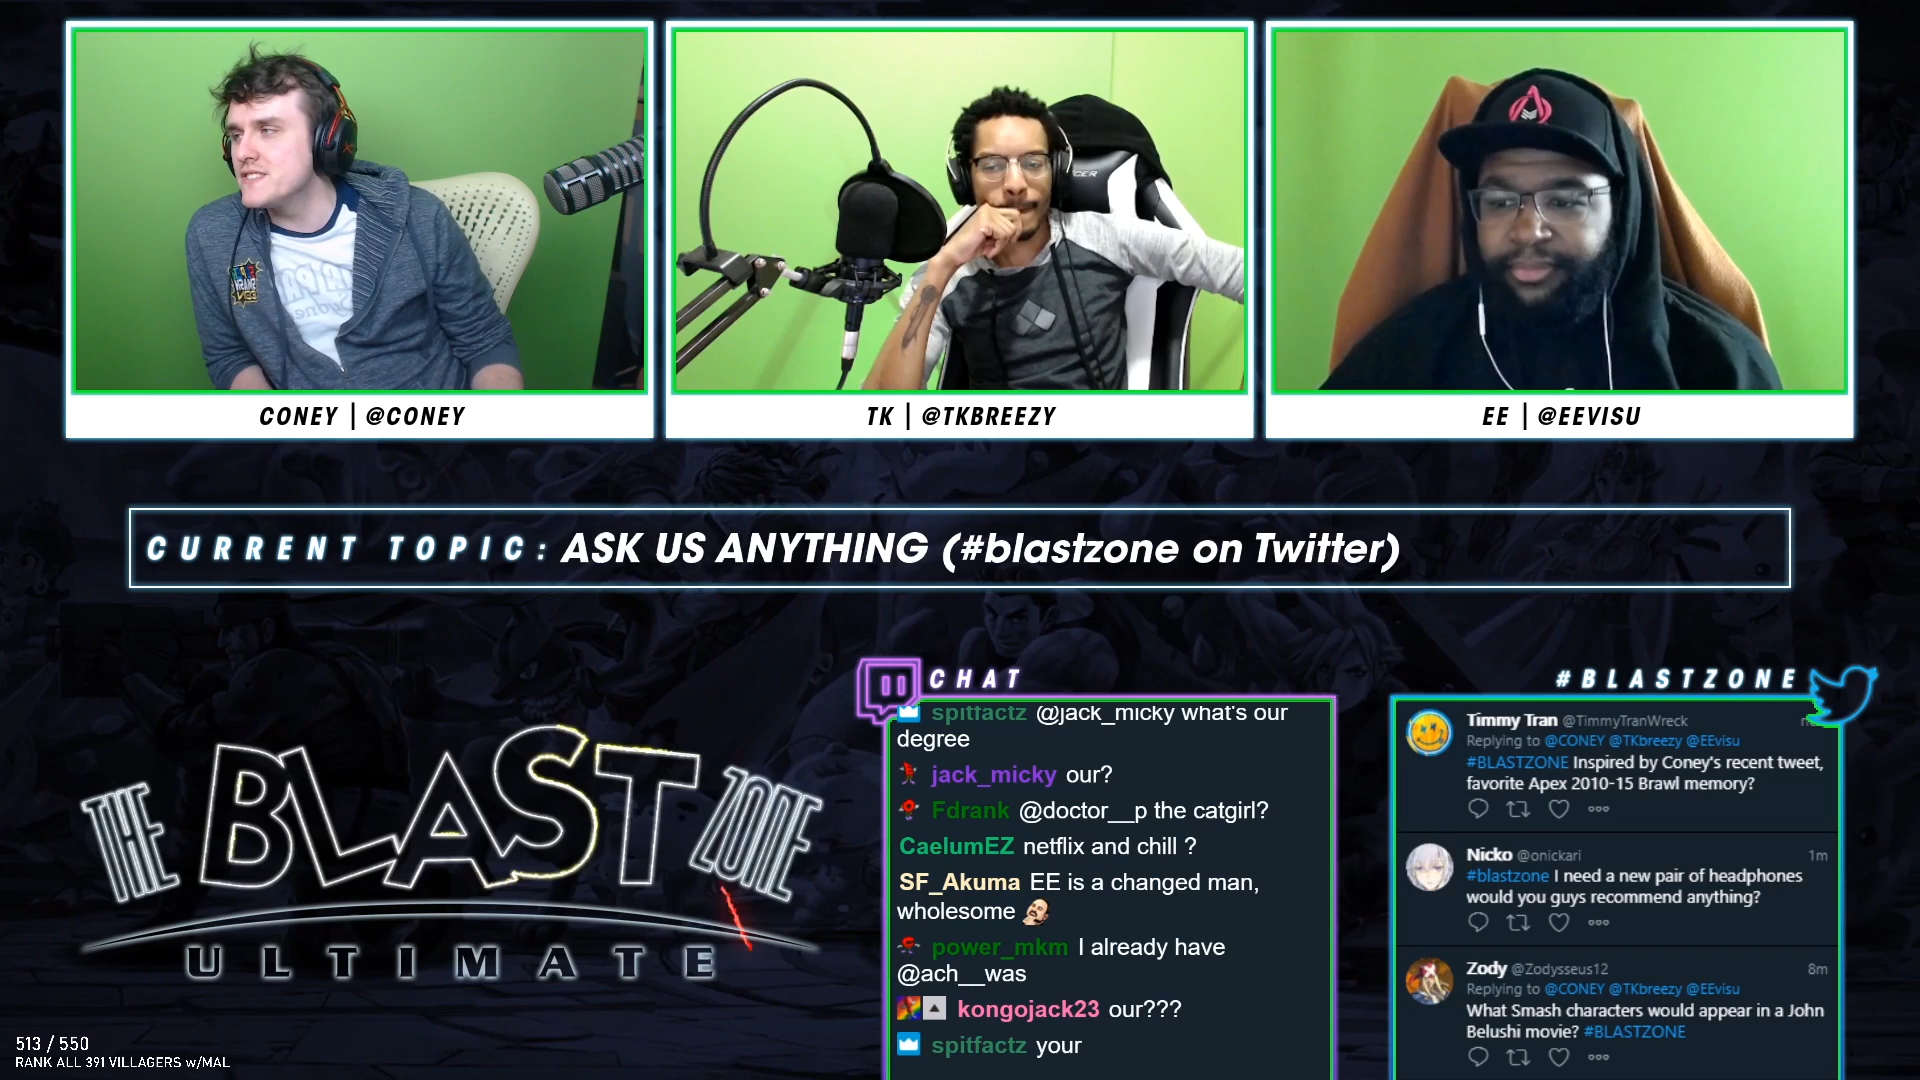 CONEY | @CONEY
TK | @TKBREEZY
EE | @EEVISU
CURRENT TOPIC: ASK US ANYTHING (#blastzone on Twitter)
THE BLAST ZONE
ULTIMATE
513 / 550
RANK ALL 391 VILLAGERS w/MAL
CHAT
spitfactz @jack_micky what's our
degree
jack_micky our?
Fdrank @doctor__p the catgirl?
CaelumEZ netflix and chill ?
SF_Akuma EE is a changed man,
wholesome
power_mkm I already have
@ach__was
kongojack23 our???
spitfactz your
#BLASTZONE
Timmy Tran @TimmyTranWreck
Replying to @CONEY @TKbreezy @EEvisu
#BLASTZONE Inspired by Coney's recent tweet,
favorite Apex 2010-15 Brawl memory?
Nicko @onickari 1m
#blastzone I need a new pair of headphones
would you guys recommend anything?
Zody @Zodysseus12 8m
Replying to @CONEY @TKbreezy @EEvisu
What Smash characters would appear in a John
Belushi movie? #BLASTZONE